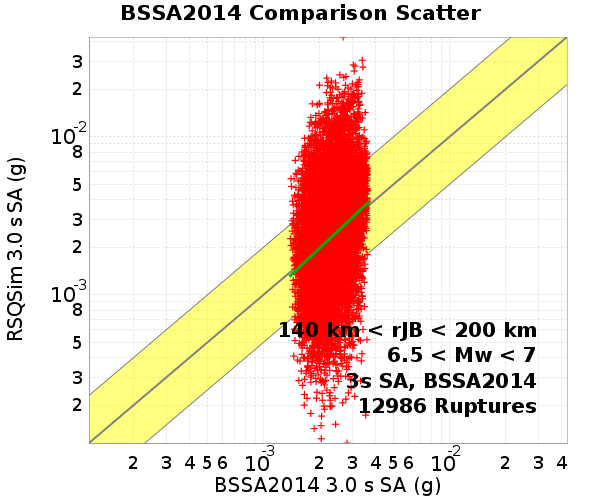 BSSA2014 Comparison Scatter
RSQSim 3.0 s SA (g)
3
2
10-2
8
5
3
2
10-3
8
5
3
2
140 km < rJB < 200 km
6.5 < Mw < 7
3s SA, BSSA2014
12986 Ruptures
2 3 4 5 6 8 10-3 2 3 4 5 6 8 10-2 2 3 4
BSSA2014 3.0 s SA (g)